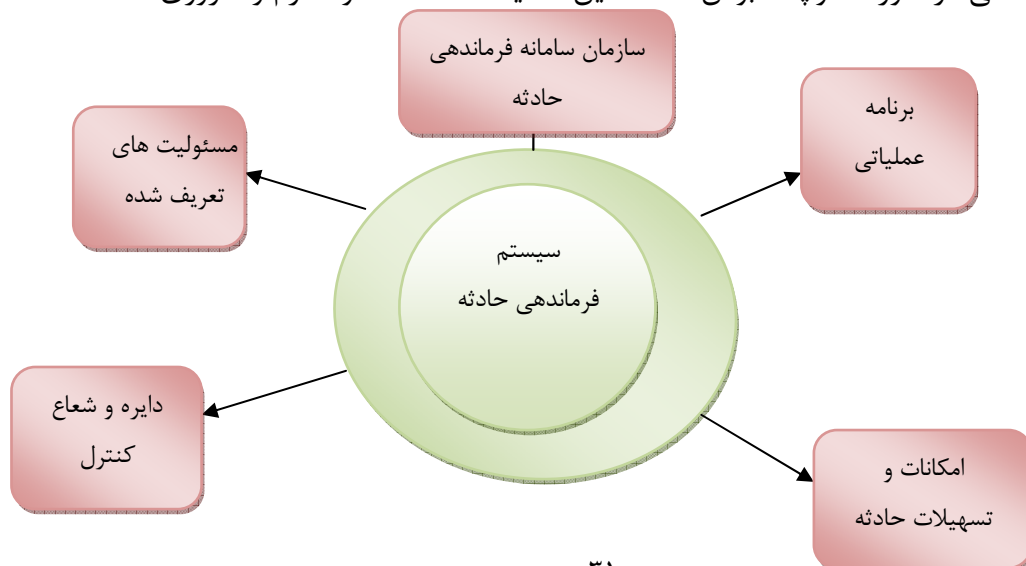 سازمان سامانه فرماندهی
حادثه
برنامه
عملیاتی
مسئولیت های
تعریف شده
سیستم
فرماندهی حادثه
دایره و شعاع
کنترل
امکانات و
تسهیلات حادثه